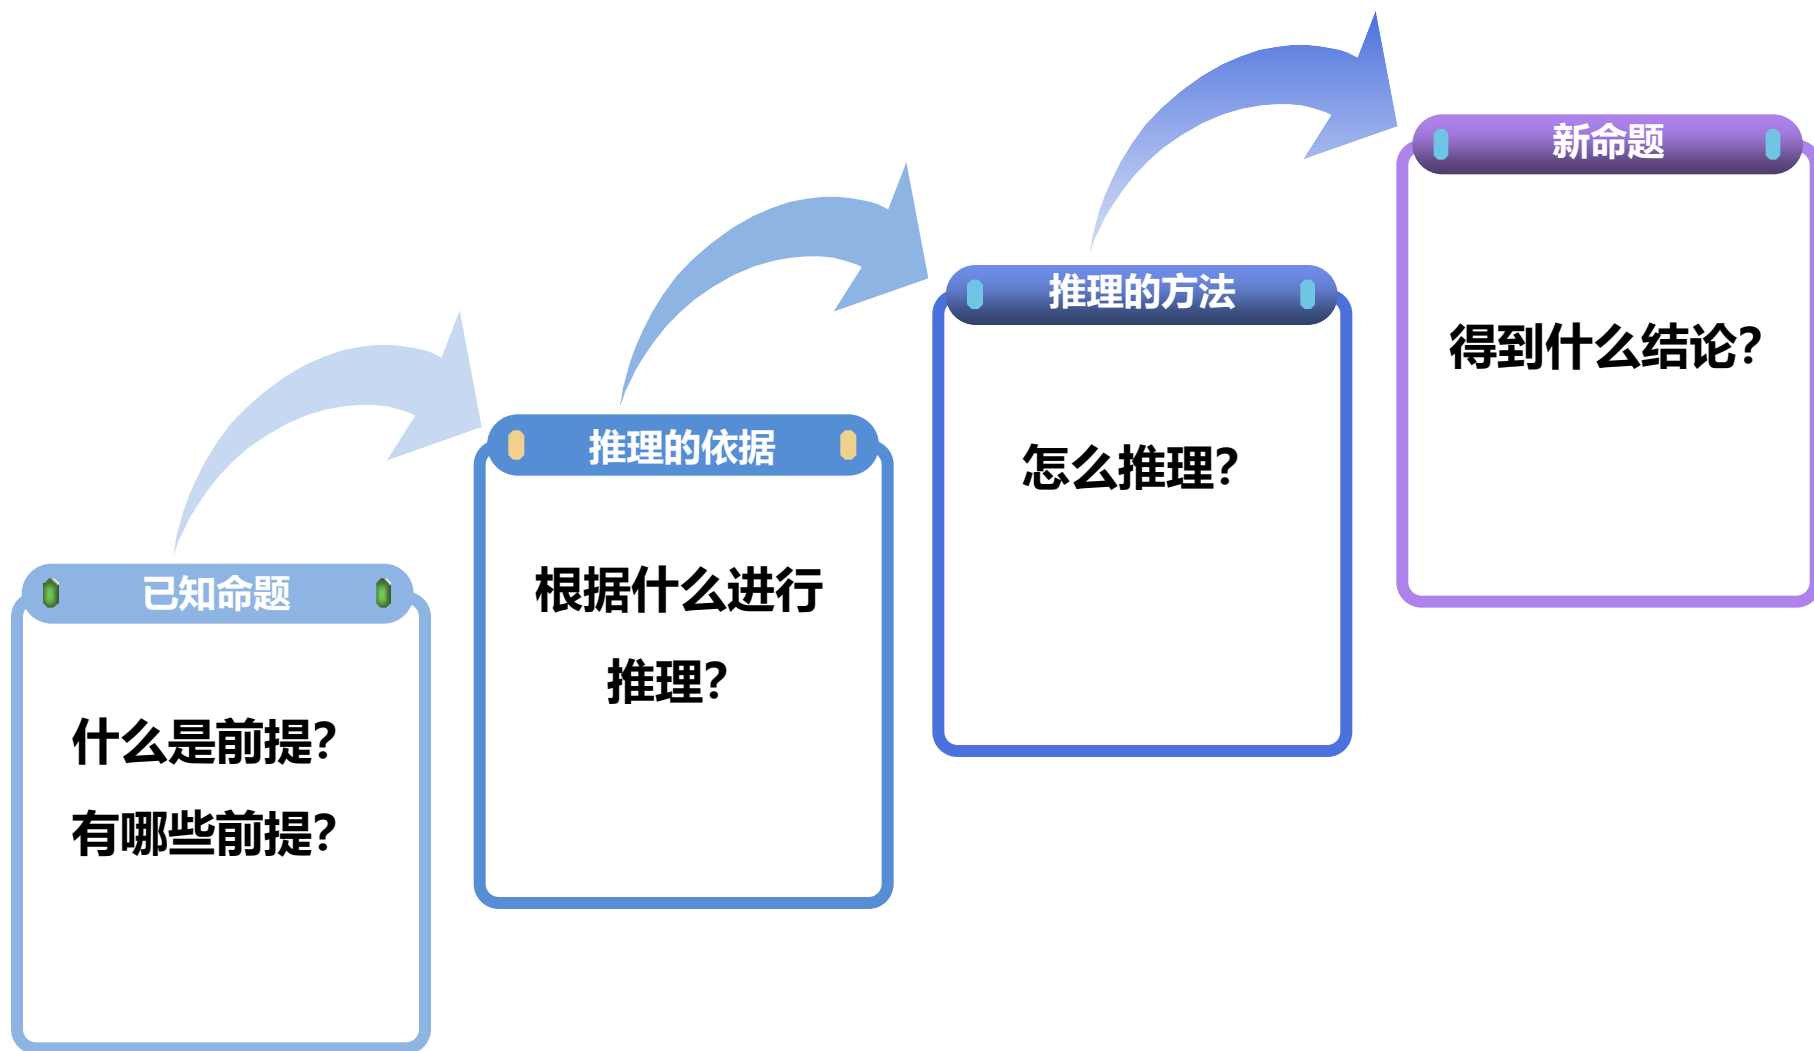 已知命题
什么是前提?
有哪些前提?
推理的依据
根据什么进行
推理?
推理的方法
怎么推理?
新命题
得到什么结论?